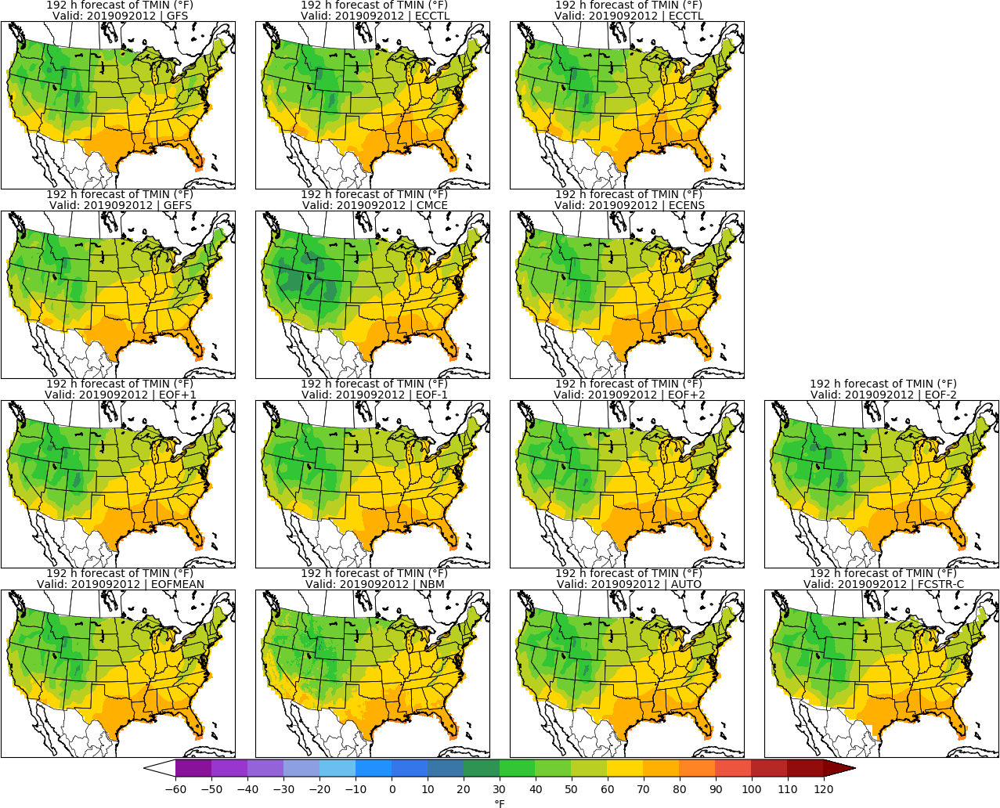 192 h forecast of TMIN (°F)
Valid: 2019092012 | GFS
192 h forecast of TMIN (°F)
Valid: 2019092012 | ECCTL
192 h forecast of TMIN (°F)
Valid: 2019092012 | ECCTL
192 h forecast of TMIN (°F)
Valid: 2019092012 | GEFS
192 h forecast of TMIN (°F)
Valid: 2019092012 | CMCE
192 h forecast of TMIN (°F)
Valid: 2019092012 | ECENS
192 h forecast of TMIN (°F)
Valid: 2019092012 | EOF+1
192 h forecast of TMIN (°F)
Valid: 2019092012 | EOF-1
192 h forecast of TMIN (°F)
Valid: 2019092012 | EOF+2
192 h forecast of TMIN (°F)
Valid: 2019092012 | EOF-2
192 h forecast of TMIN (°F)
Valid: 2019092012 | EOFMEAN
192 h forecast of TMIN (°F)
Valid: 2019092012 | NBM
192 h forecast of TMIN (°F)
Valid: 2019092012 | AUTO
192 h forecast of TMIN (°F)
Valid: 2019092012 | FCSTR-C
−60 −50 −40 −30 −20 −10 0 10 20 30 40 50 60 70 80 90 100 110 120
°F